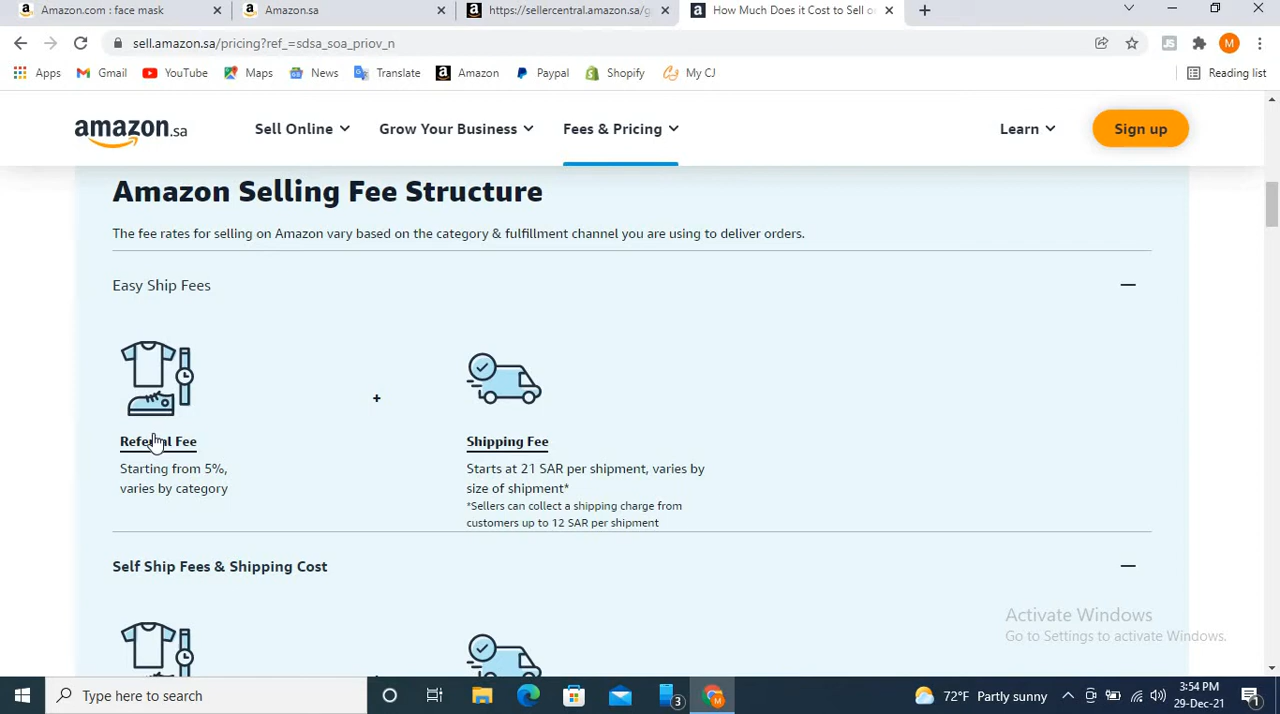 Amazon.com : face mask
Amazon.sa
https://sellercentral.amazon.sa/g
How Much Does it Cost to Sell o
sell.amazon.sa/pricing?ref_=sdsa_soa_priov_n
M
Apps
Gmail
YouTube
Maps
News
Translate
Amazon
Paypal
Shopify
My CJ
Reading list
amazon.sa
Sell Online
Grow Your Business
Fees & Pricing
Learn
Sign up
Amazon Selling Fee Structure
The fee rates for selling on Amazon vary based on the category & fulfillment channel you are using to deliver orders.
Easy Ship Fees
+
Referral Fee
Starting from 5%,
varies by category
Shipping Fee
Starts at 21 SAR per shipment, varies by
size of shipment*
*Sellers can collect a shipping charge from
customers up to 12 SAR per shipment
Self Ship Fees & Shipping Cost
Activate Windows
Go to Settings to activate Windows.
Type here to search
3
72°F Partly sunny
3:54 PM
29-Dec-21
1